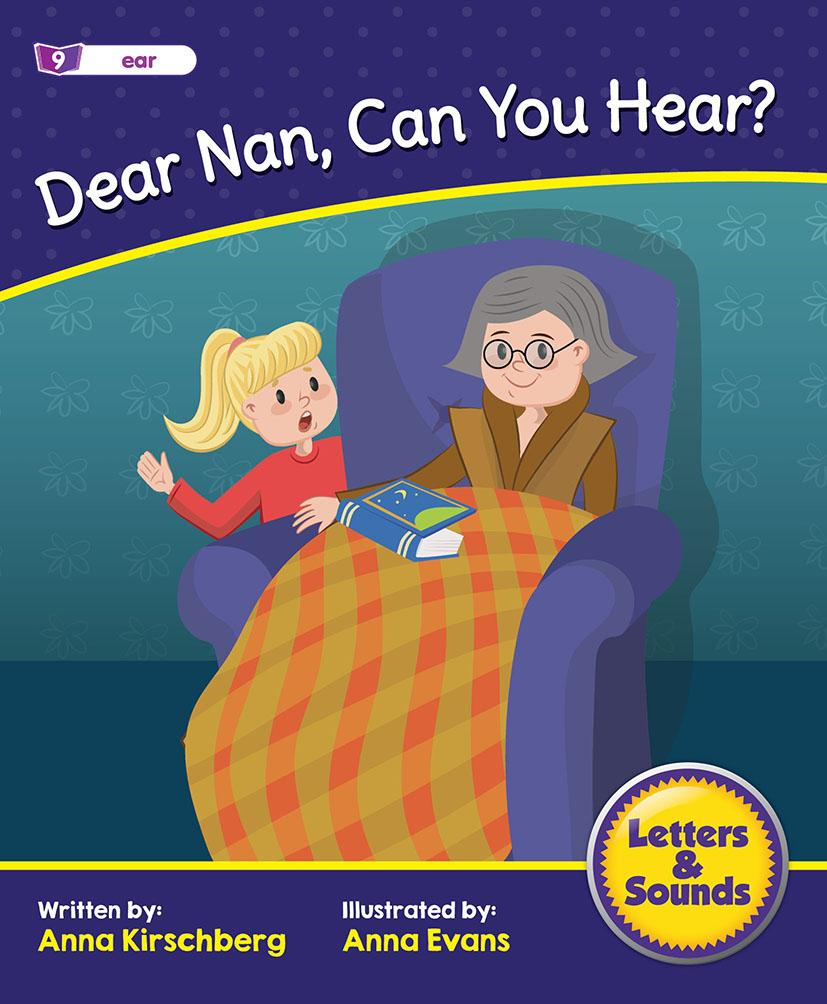 9 ear
Dear Nan, Can You Hear?
Letters
&
Sounds
Written by:
Anna Kirschberg
Illustrated by:
Anna Evans